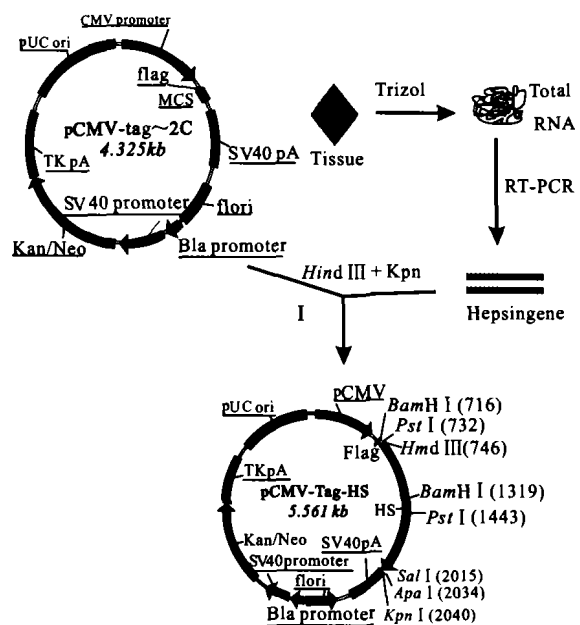 CMV promoter
pUC ori
flag
MCS
pCMV-tag~2C
4.325kb
TK pA
SV40 pA
SV40 promoter
flori
Kan/Neo
Bla promoter
Tissue
Trizol
Total
RNA
RT-PCR
Hind III + Kpn
I
Hepsingene
pCMV
pUC ori
BamH I (716)
Pst I (732)
Flag
Hmd III(746)
TKpA
pCMV-Tag-HS
5.561 kb
BamH I (1319)
HS
Pst I (1443)
Kan/Neo
SV40pA
SV40promoter
flori
Sal I (2015)
Apa I (2034)
Kpn I (2040)
Bla promoter